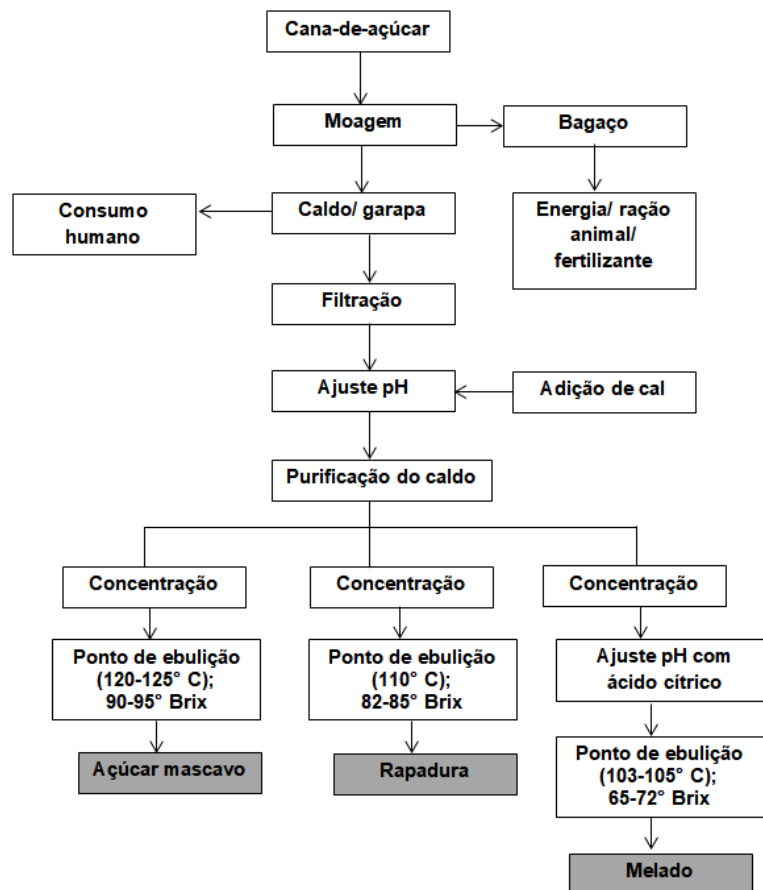 Cana-de-açúcar
Moagem
Bagaço
Consumo
humano
Caldo/ garapa
Energia/ ração
animal/
fertilizante
Filtração
Ajuste pH
Adição de cal
Purificação do caldo
Concentração
Concentração
Concentração
Ponto de ebulição
(120-125° C);
90-95° Brix
Ponto de ebulição
(110° C);
82-85° Brix
Ajuste pH com
ácido cítrico
Açúcar mascavo
Rapadura
Ponto de ebulição
(103-105° C);
65-72° Brix
Melado